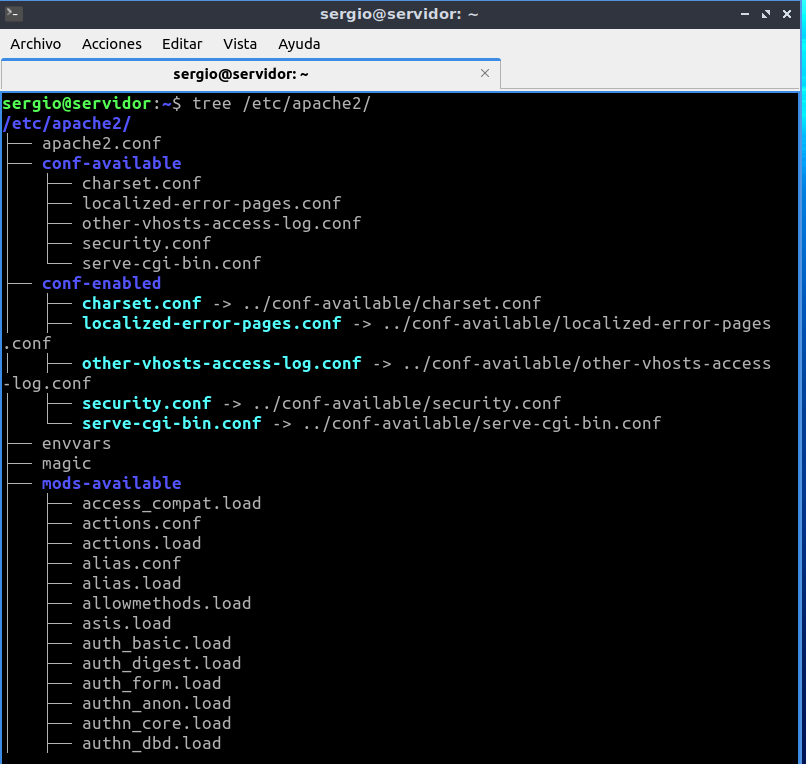 sergio@servidor: ~
Archivo Acciones Editar Vista Ayuda
sergio@servidor: ~
sergio@servidor:~$ tree /etc/apache2/
/etc/apache2/
├── apache2.conf
├── conf-available
│   ├── charset.conf
│   ├── localized-error-pages.conf
│   ├── other-vhosts-access-log.conf
│   ├── security.conf
│   └── serve-cgi-bin.conf
├── conf-enabled
│   ├── charset.conf -> ../conf-available/charset.conf
│   ├── localized-error-pages.conf -> ../conf-available/localized-error-pages
.conf
│   ├── other-vhosts-access-log.conf -> ../conf-available/other-vhosts-access
-log.conf
│   ├── security.conf -> ../conf-available/security.conf
│   └── serve-cgi-bin.conf -> ../conf-available/serve-cgi-bin.conf
├── envvars
├── magic
├── mods-available
│   ├── access_compat.load
│   ├── actions.conf
│   ├── actions.load
│   ├── alias.conf
│   ├── alias.load
│   ├── allowmethods.load
│   ├── asis.load
│   ├── auth_basic.load
│   ├── auth_digest.load
│   ├── auth_form.load
│   ├── authn_anon.load
│   ├── authn_core.load
│   ├── authn_dbd.load